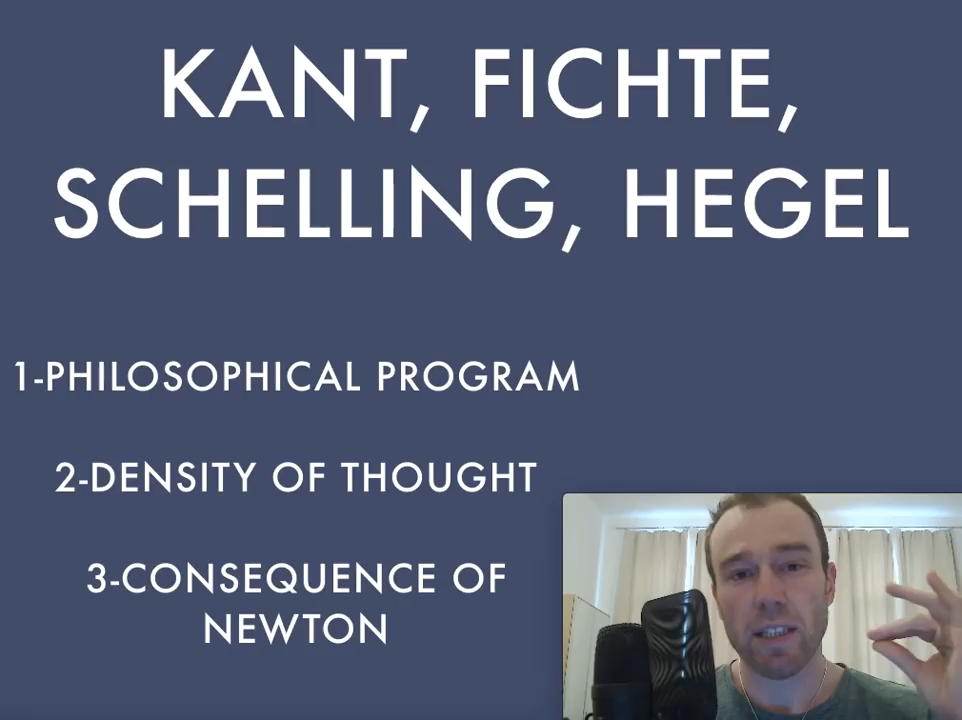 KANT, FICHTE,
SCHELLING, HEGEL
1-PHILOSOPHICAL PROGRAM
2-DENSITY OF THOUGHT
3-CONSEQUENCE OF
NEWTON